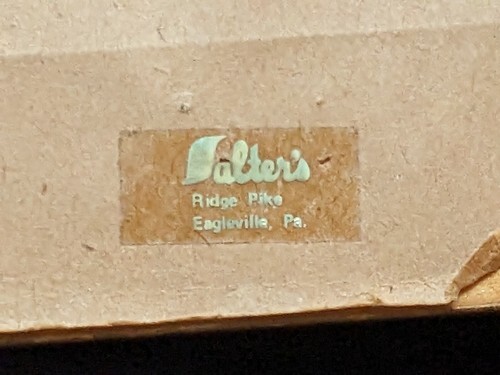 Salter's
Ridge Pike
Eagleville, Pa.